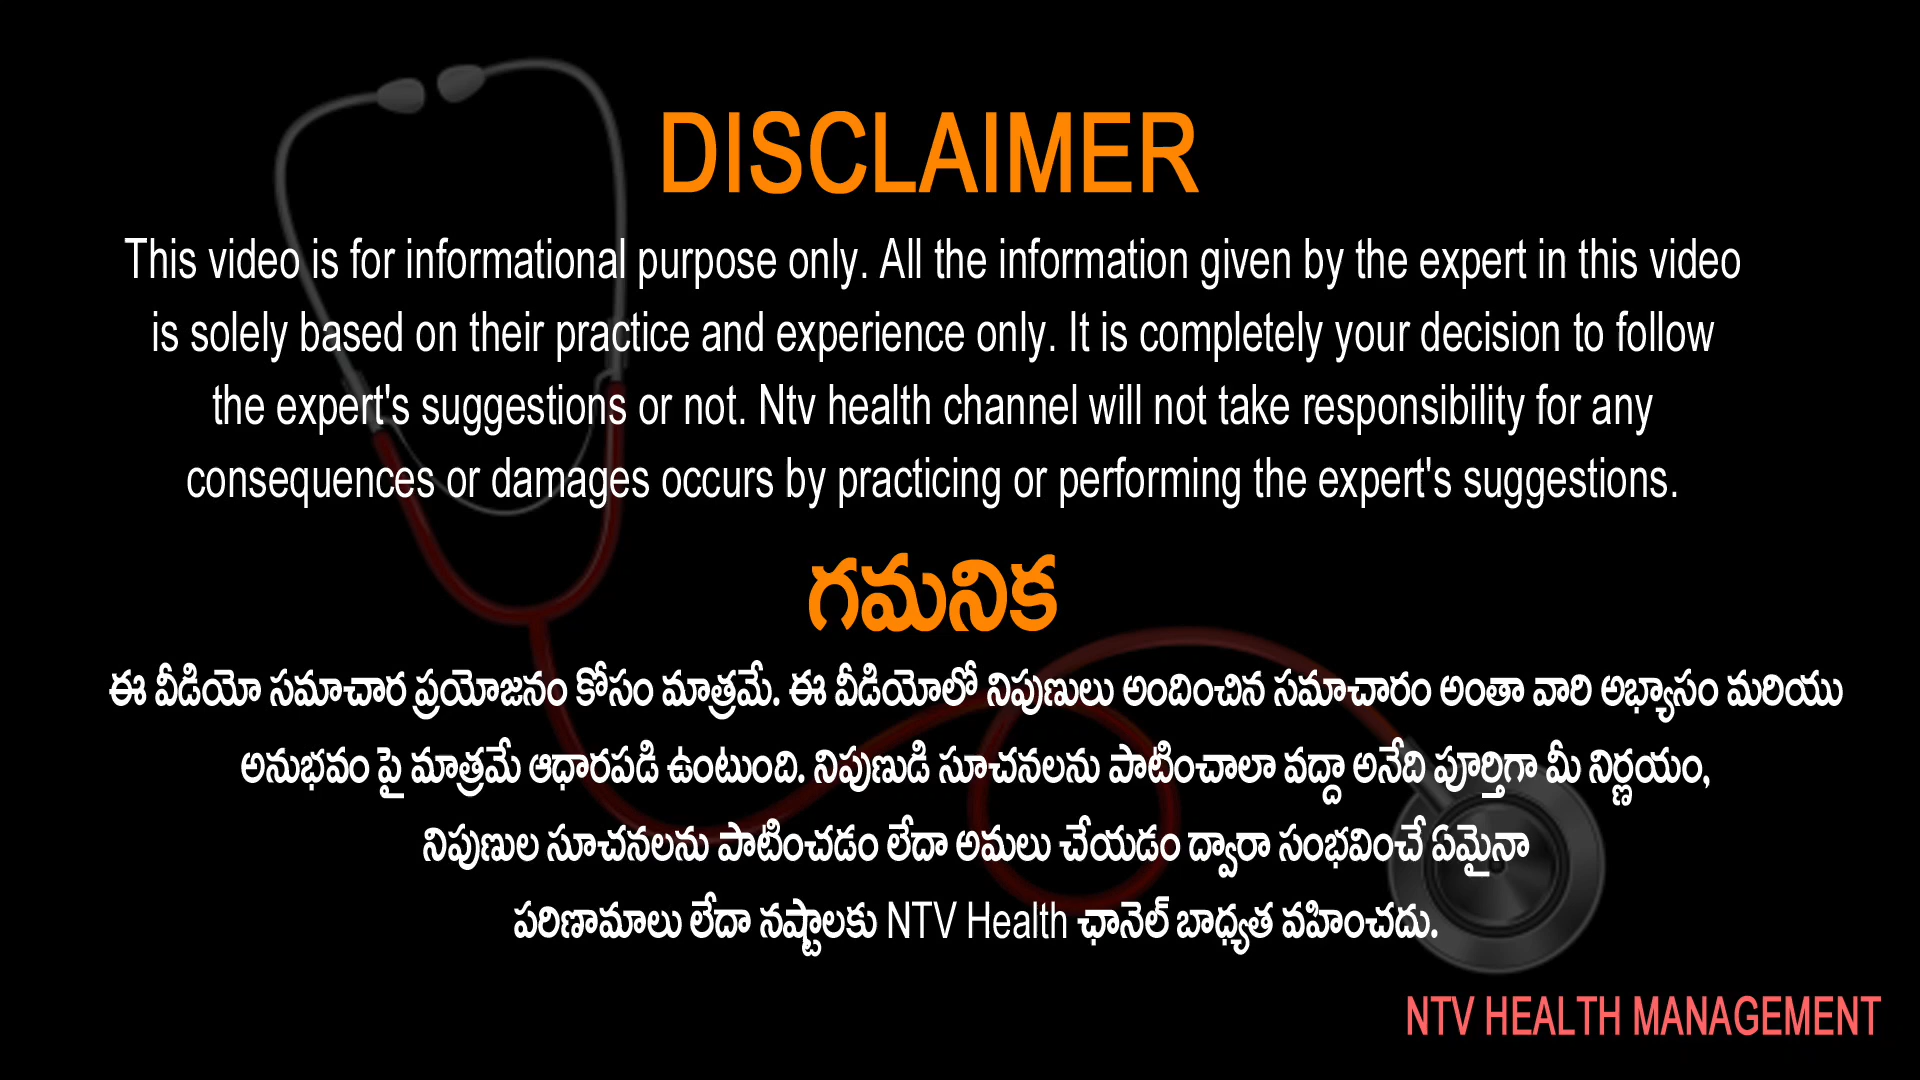 DISCLAIMER
This video is for informational purpose only. All the information given by the expert in this video
is solely based on their practice and experience only. It is completely your decision to follow
the expert's suggestions or not. Ntv health channel will not take responsibility for any
consequences or damages occurs by practicing or performing the expert's suggestions.
గమనిక
ఈ వీడియో సమాచార ప్రయోజనం కోసం మాత్రమే. ఈ వీడియోలో నిపుణులు అందించిన సమాచారం అంతా వారి అభ్యాసం మరియు
అనుభవం పై మాత్రమే ఆధారపడి ఉంటుంది. నిపుణుడి సూచనలను పాటించాలా వద్దా అనేది పూర్తిగా మీ నిర్ణయం,
నిపుణుల సూచనలను పాటించడం లేదా అమలు చేయడం ద్వారా సంభవించే ఏమైనా
పరిణామాలు లేదా నష్టాలకు NTV Health ఛానెల్ బాధ్యత వహించదు.
NTV HEALTH MANAGEMENT